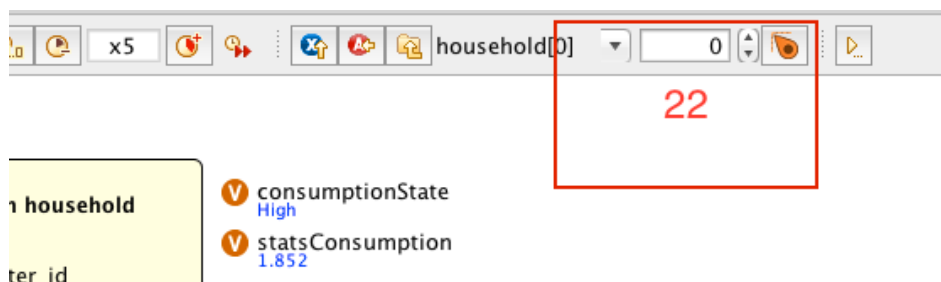 x5 household[0] 0
22
n household
V consumptionState
High
V statsConsumption
1.852
ter_id